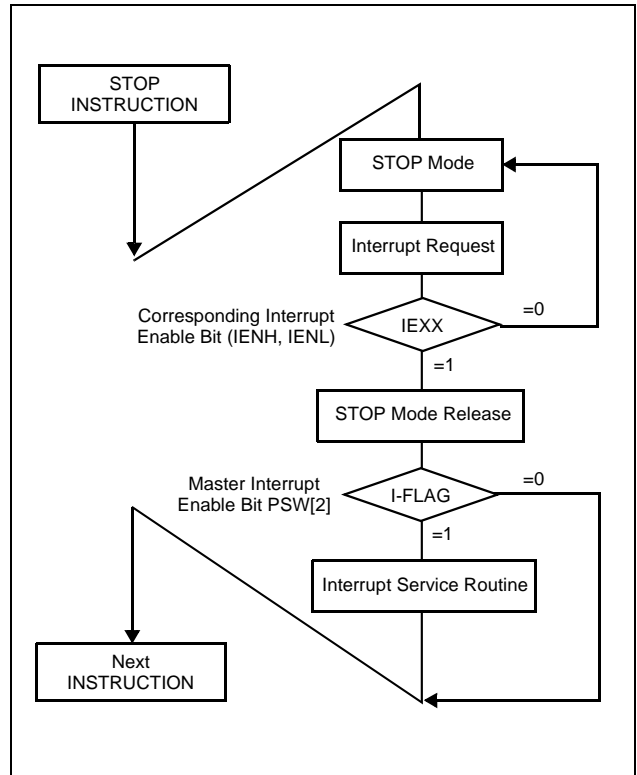 STOP
INSTRUCTION
STOP Mode
Interrupt Request
Corresponding Interrupt
Enable Bit (IENH, IENL)
IEXX
=0
=1
STOP Mode Release
Master Interrupt
Enable Bit PSW[2]
I-FLAG
=0
=1
Interrupt Service Routine
Next
INSTRUCTION